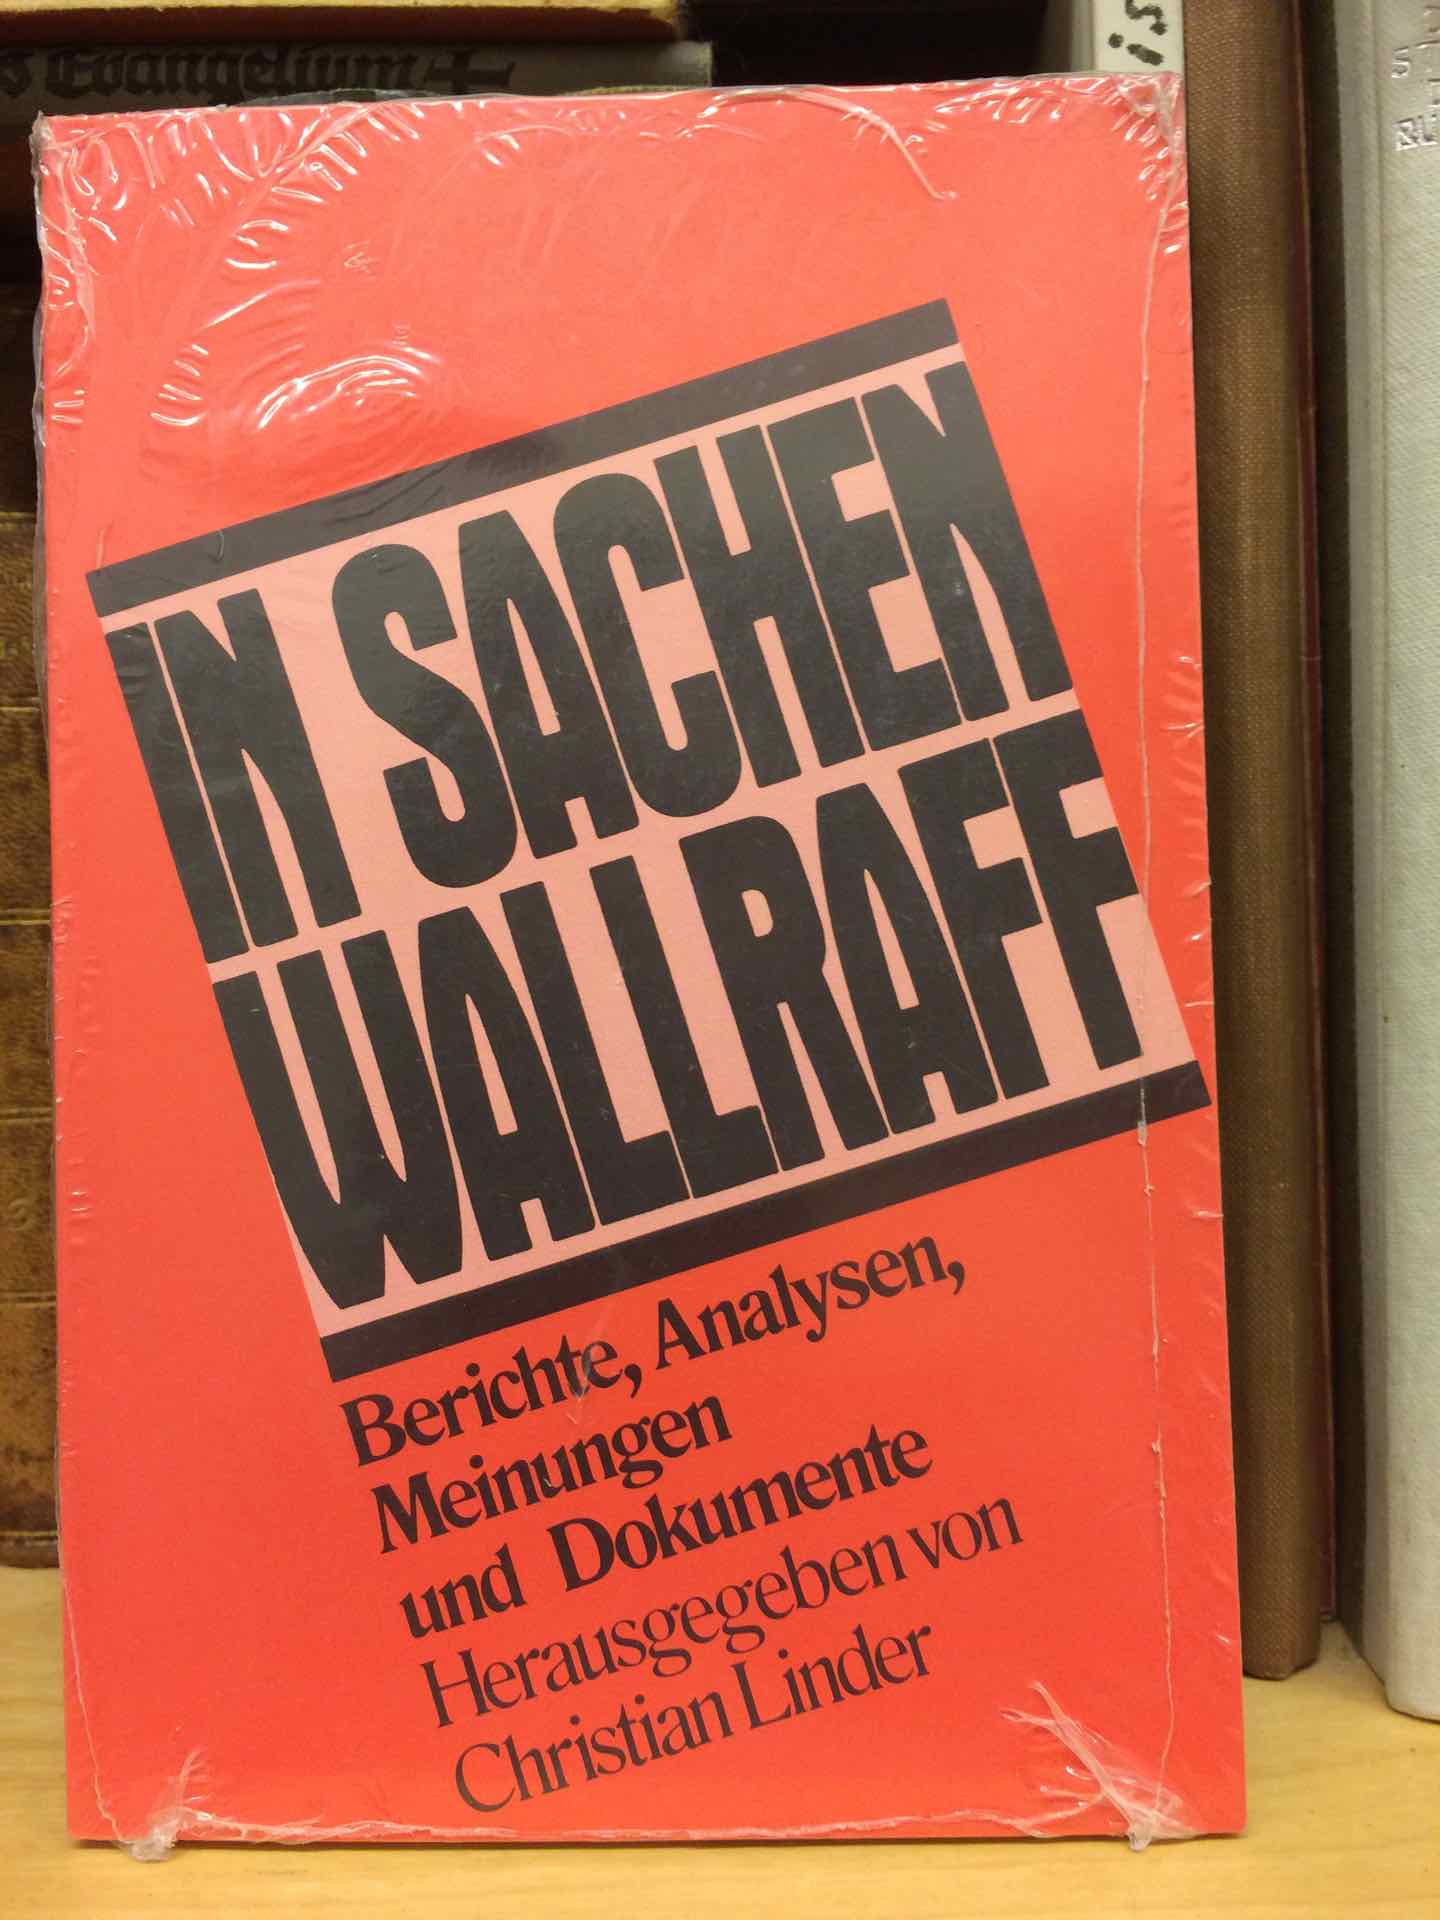 Evangelium
IN SACHEN
WALLRAFF
Berichte, Analysen,
Meinungen
und Dokumente
Herausgegeben von
Christian Linder